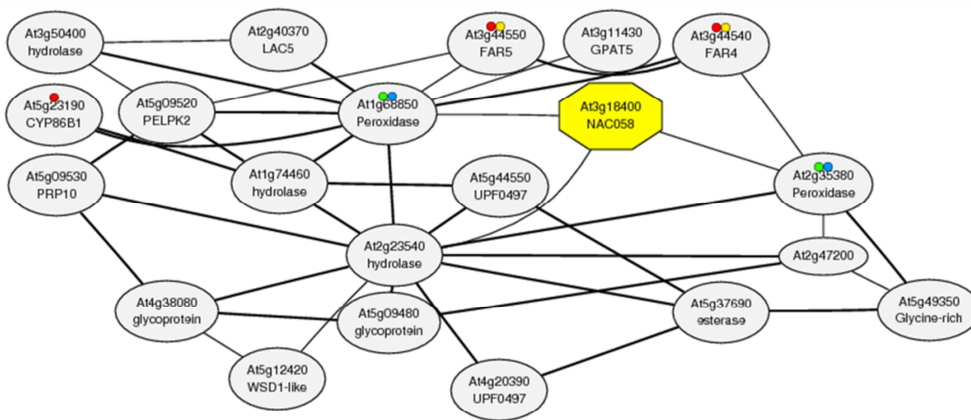 At3g50400
hydrolase
At2g40370
LAC5
At3g44550
FAR5
At3g11430
GPAT5
At3g44540
FAR4
At5g23190
CYP86B1
At5g09520
PELPK2
At1g68850
Peroxidase
At3g18400
NAC058
At5g09530
PRP10
At1g74460
hydrolase
At5g44550
UPF0497
At2g35380
Peroxidase
At2g23540
hydrolase
At2g47200
At4g38080
glycoprotein
At5g09480
glycoprotein
At5g37690
esterase
At5g49350
Glycine-rich
At5g12420
WSD1-like
At4g20390
UPF0497